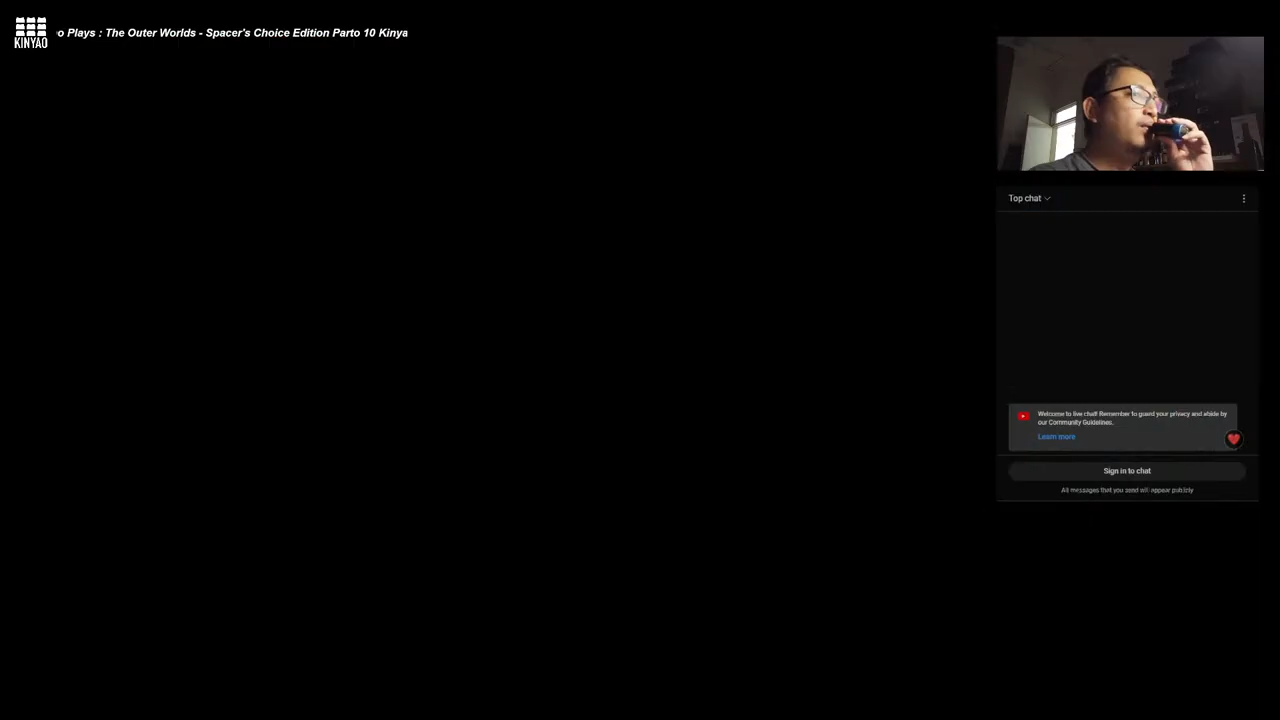 KINYAO
o Plays : The Outer Worlds - Spacer's Choice Edition Parto 10 Kinya
Top chat
Welcome to live chat! Remember to guard your privacy and abide by
our Community Guidelines.
Learn more
Sign in to chat
All messages that you send will appear publicly